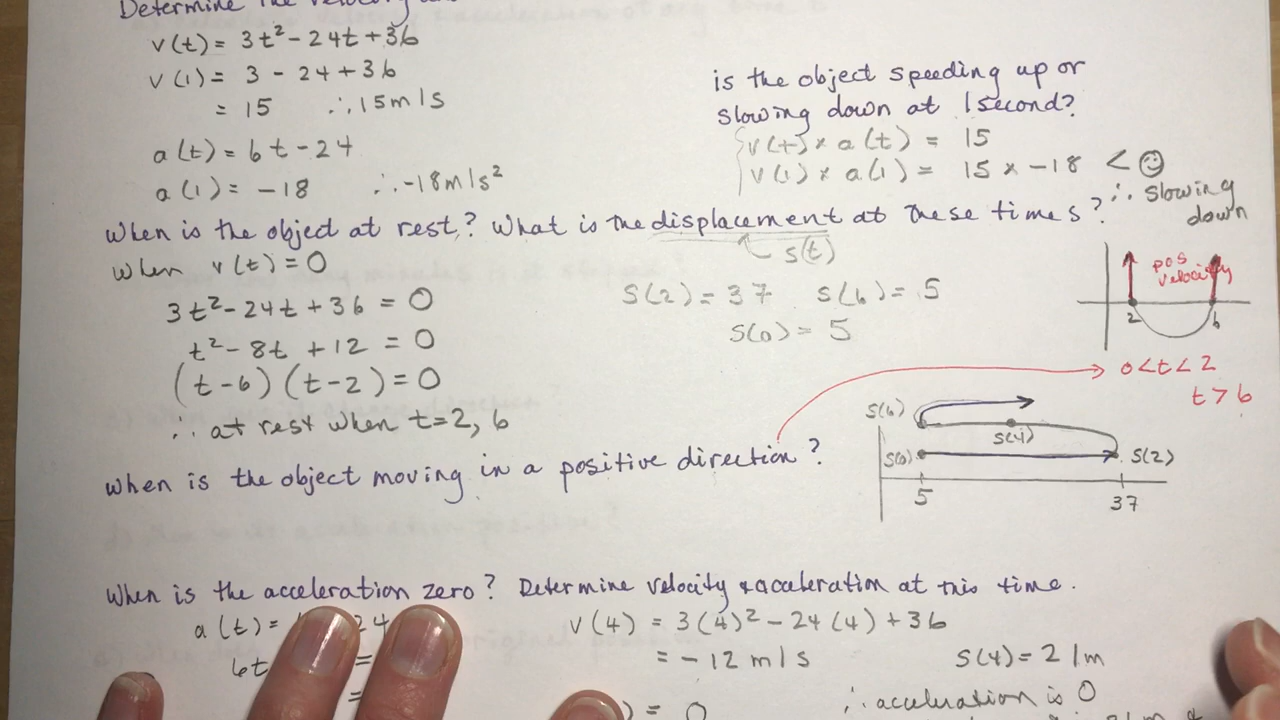 Determine the velocity
v(t) = 3t² - 24t + 36
v(1) = 3 - 24 + 36
= 15 ∴ 15 m/s
a(t) = 6t - 24
a(1) = -18 ∴ -18 m/s²
is the object speeding up or
slowing down at 1 second?
v(t) × a(t) = 15
v(1) × a(1) = 15 × -18 < ☺
∴ slowing
down
When is the object at rest? What is the displacement at these times?
s(t)
when v(t) = 0
3t² - 24t + 36 = 0
t² - 8t + 12 = 0
(t-6)(t-2) = 0
∴ at rest when t=2, 6
s(2) = 37 s(6) = 5
s(0) = 5
pos
velocity
2 6
0<t<2
t>6
When is the object moving in a positive direction?
s(6)
s(4)
s(0) s(2)
5 37
When is the acceleration zero? Determine velocity & acceleration at this time.
a(t) = 24
6t =
=
v(4) = 3(4)² - 24(4) + 36
= -12 m/s
) = 0
s(4) = 21m
∴ acceleration is 0